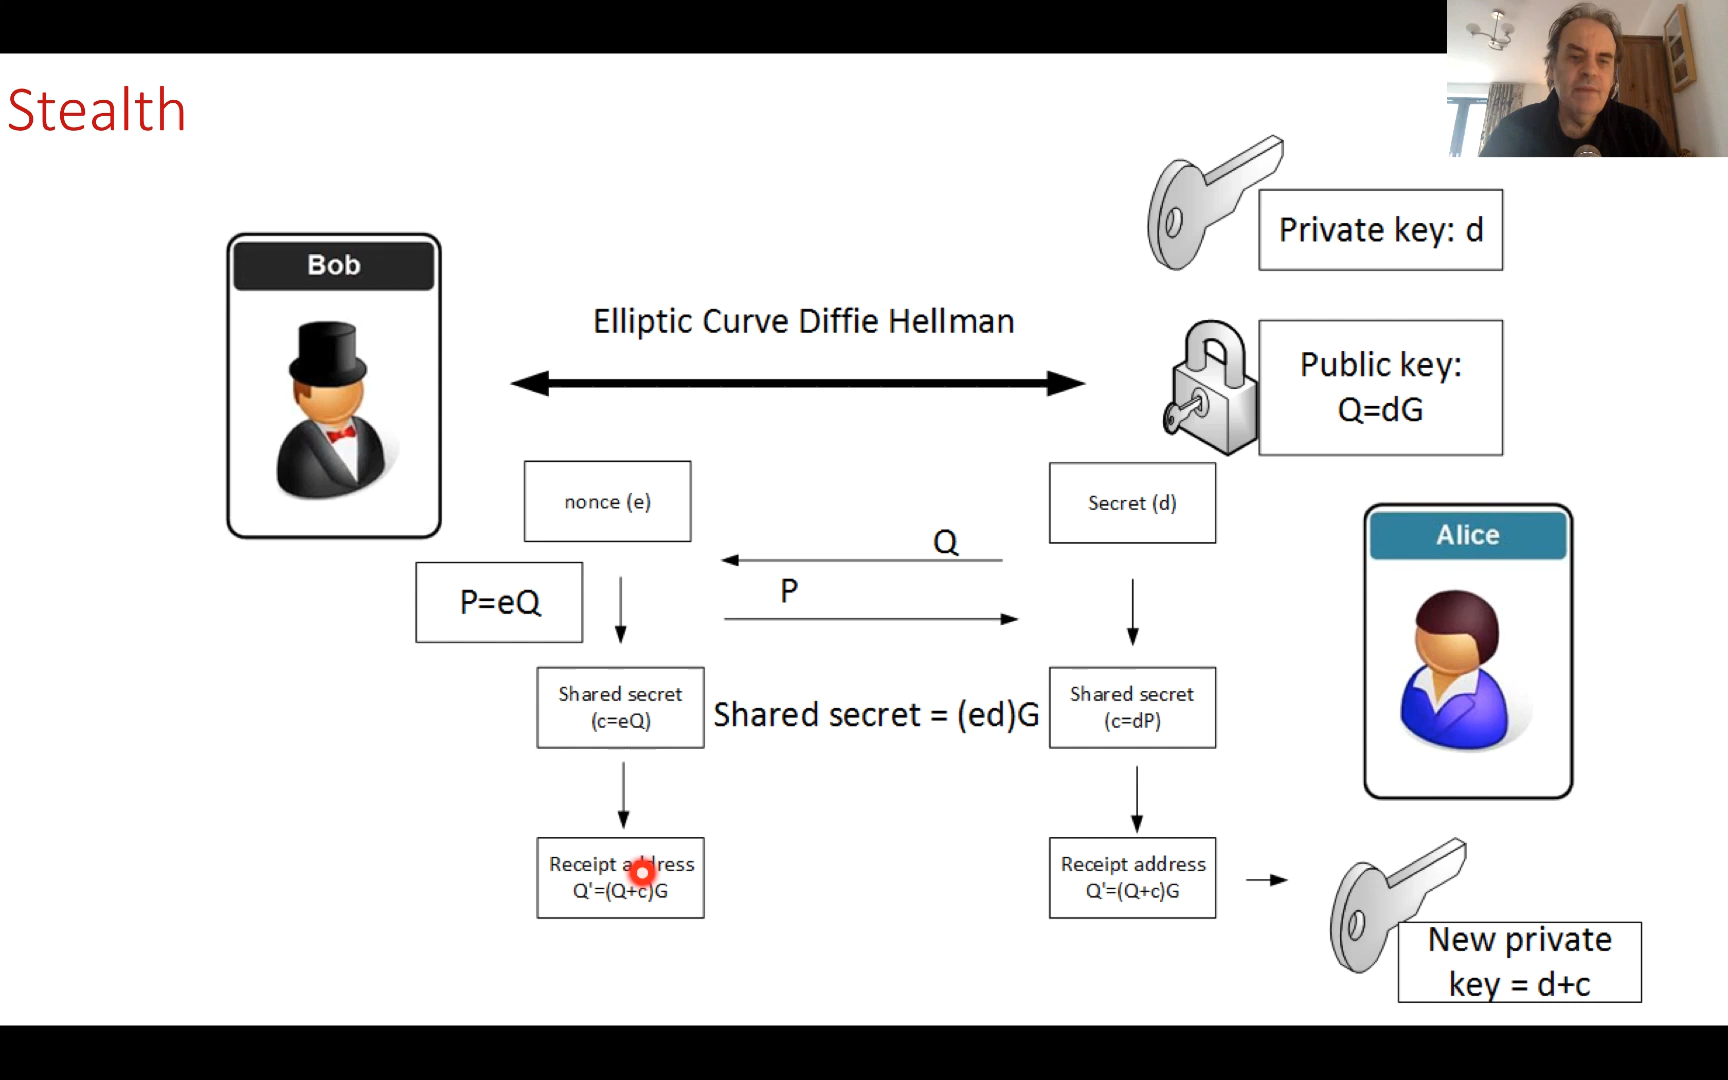 Stealth
Private key: d
Bob
Elliptic Curve Diffie Hellman
Public key:
Q=dG
nonce (e)
Secret (d)
Q
Alice
P=eQ
P
Shared secret
(c=eQ)
Shared secret = (ed)G
Shared secret
(c=dP)
Receipt address
Q'=(Q+c)G
Receipt address
Q'=(Q+c)G
New private
key = d+c